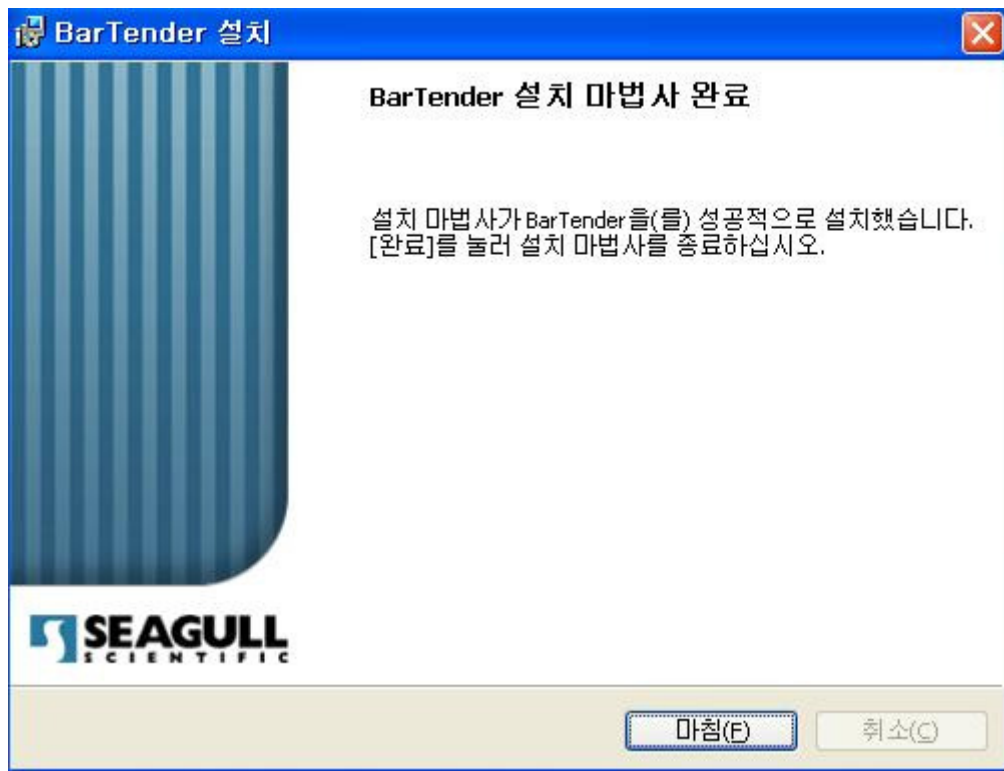 BarTender 설치
BarTender 설치 마법사 완료
설치 마법사가 BarTender을(를) 성공적으로 설치했습니다.
[완료]를 눌러 설치 마법사를 종료하십시오.
SEAGULL
SCIENTIFIC
마침(F)
취소(C)